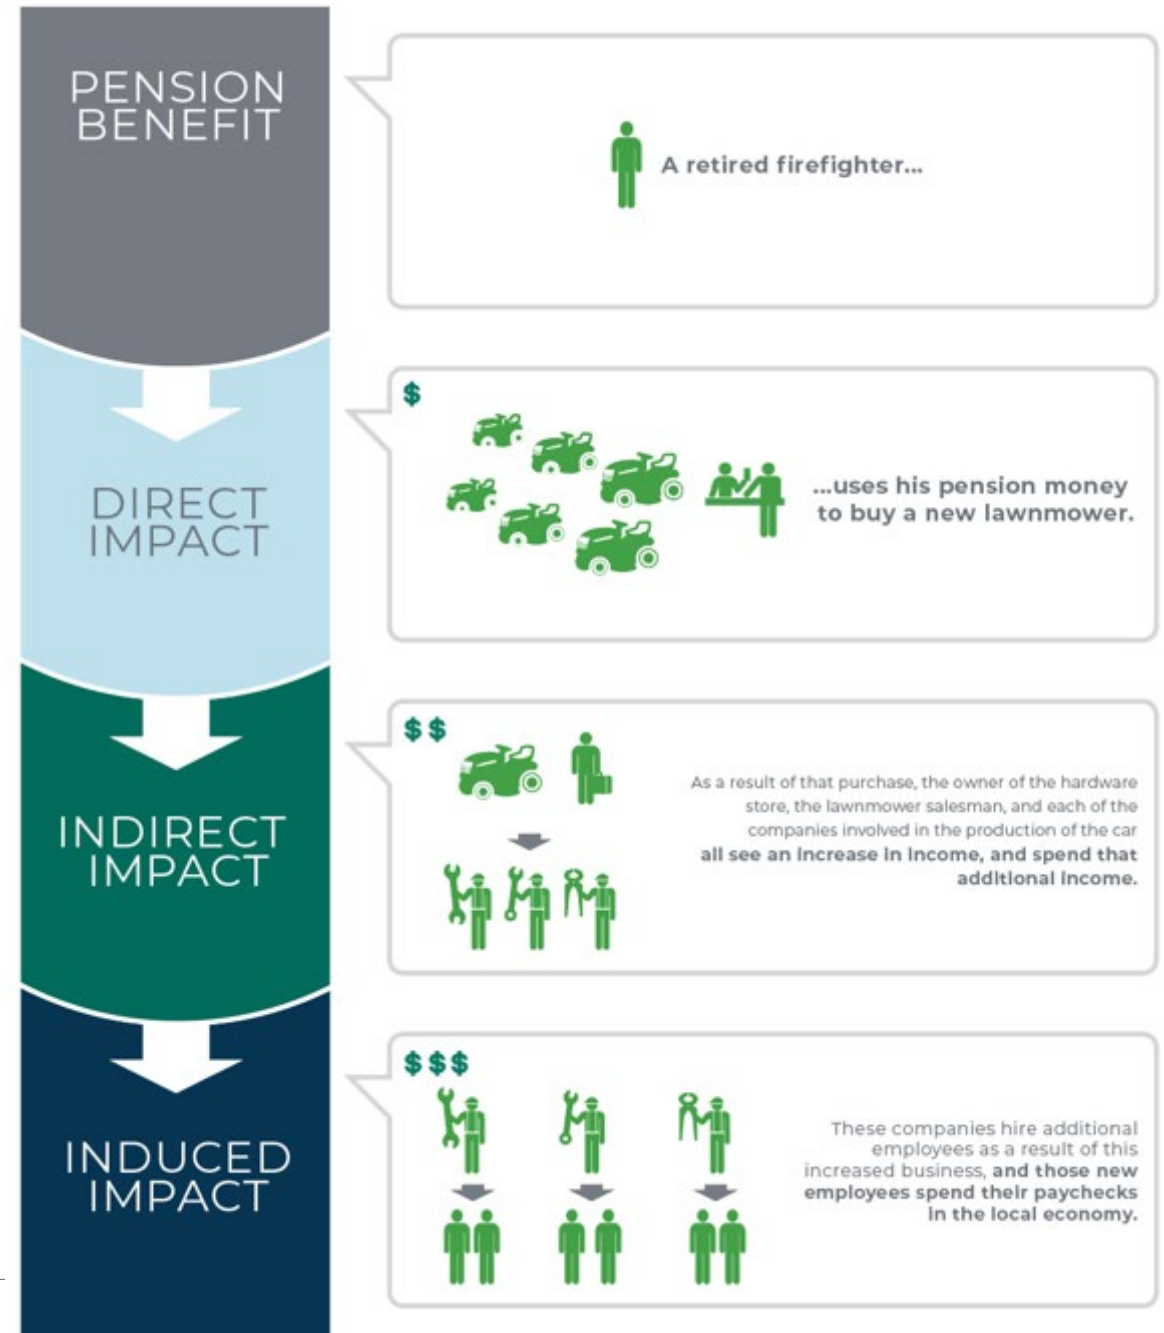 PENSION
BENEFIT
A retired firefighter...
DIRECT
IMPACT
$
...uses his pension money
to buy a new lawnmower.
INDIRECT
IMPACT
$$
As a result of that purchase, the owner of the hardware
store, the lawnmower salesman, and each of the
companies involved in the production of the car
all see an increase in income, and spend that
additional income.
INDUCED
IMPACT
$$$
These companies hire additional
employees as a result of this
increased business, and those new
employees spend their paychecks
in the local economy.